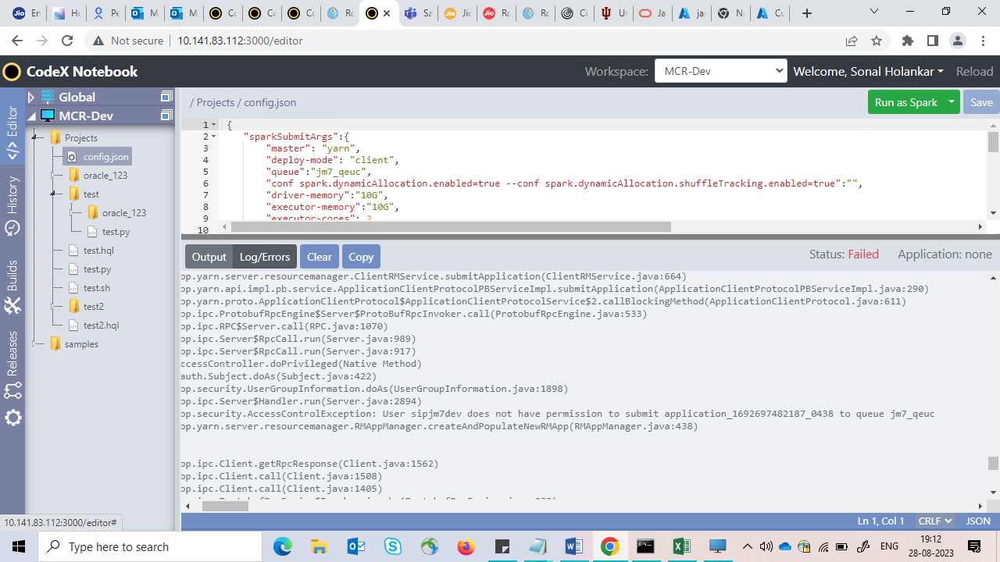 En
Ho
Pe
M
M
Co
Co
Co
Ro
Sa
Jio
Ro
Ro
Ci
Us
Ja
jac
N
Cu
Not secure 10.141.83.112:3000/editor
CodeX Notebook
Workspace: MCR-Dev Welcome, Sonal Holankar Reload
Editor
History
Builds
Releases
Global
MCR-Dev
Projects
config.json
oracle_123
test
oracle_123
test.py
test.hql
test.py
test.sh
test2
test2.hql
samples
/ Projects / config.json
Run as Spark Save
1 {
2 "sparkSubmitArgs":{
3 "master": "yarn",
4 "deploy-mode": "client",
5 "queue":"jm7_qeuc",
6 "conf spark.dynamicAllocation.enabled=true --conf spark.dynamicAllocation.shuffleTracking.enabled=true":"",
7 "driver-memory":"10G",
8 "executor-memory":"10G",
9 "executor-cores": 2
10
Output Log/Errors Clear Copy Status: Failed Application: none
op.yarn.server.resourcemanager.ClientRMService.submitApplication(ClientRMService.java:664)
op.yarn.api.impl.pb.service.ApplicationClientProtocolPBServiceImpl.submitApplication(ApplicationClientProtocolPBServiceImpl.java:290)
op.yarn.proto.ApplicationClientProtocol$ApplicationClientProtocolService$2.callBlockingMethod(ApplicationClientProtocol.java:611)
op.ipc.ProtobufRpcEngine$Server$ProtoBufRpcInvoker.call(ProtobufRpcEngine.java:533)
op.ipc.RPC$Server.call(RPC.java:1070)
op.ipc.Server$RpcCall.run(Server.java:989)
op.ipc.Server$RpcCall.run(Server.java:917)
ccessController.doPrivileged(Native Method)
auth.Subject.doAs(Subject.java:422)
op.security.UserGroupInformation.doAs(UserGroupInformation.java:1898)
op.ipc.Server$Handler.run(Server.java:2894)
op.security.AccessControlException: User sipjm7dev does not have permission to submit application_1692697482187_0438 to queue jm7_qeuc
op.yarn.server.resourcemanager.RMAppManager.createAndPopulateNewRMApp(RMAppManager.java:438)
op.ipc.Client.getRpcResponse(Client.java:1562)
op.ipc.Client.call(Client.java:1508)
op.ipc.Client.call(Client.java:1405)
10.141.83.112:3000/editor#
Ln 1, Col 1 CRLF JSON
Type here to search
ENG
19:12
28-08-2023